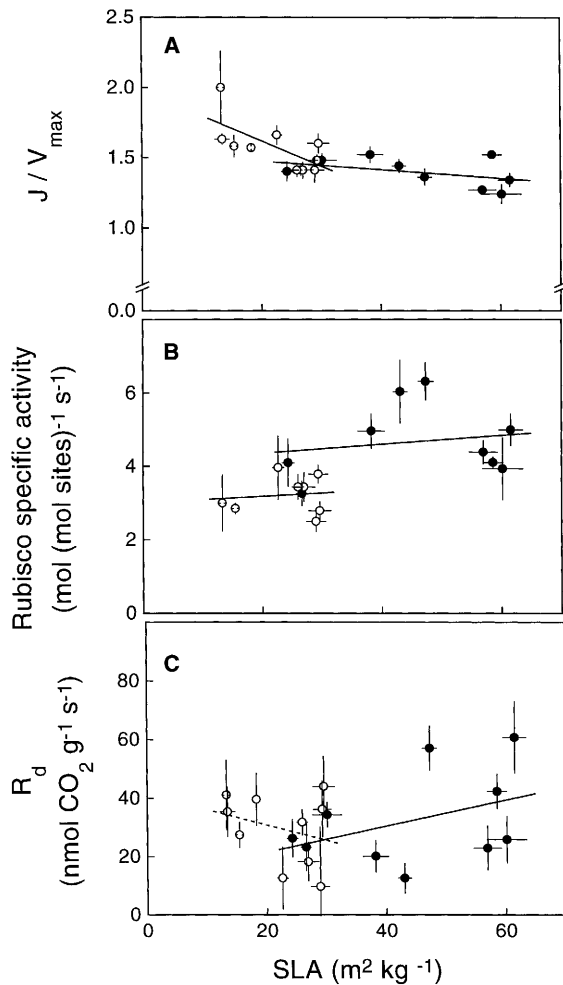 2.5
A
2.0
J / Vmax
1.5
1.0
0.0
B
6
Rubisco specific activity
(mol (mol sites)-1 s-1)
4
2
0
C
80
Rd
(nmol CO2 g-1 s-1)
60
40
20
0
0 20 40 60
SLA (m2 kg -1)